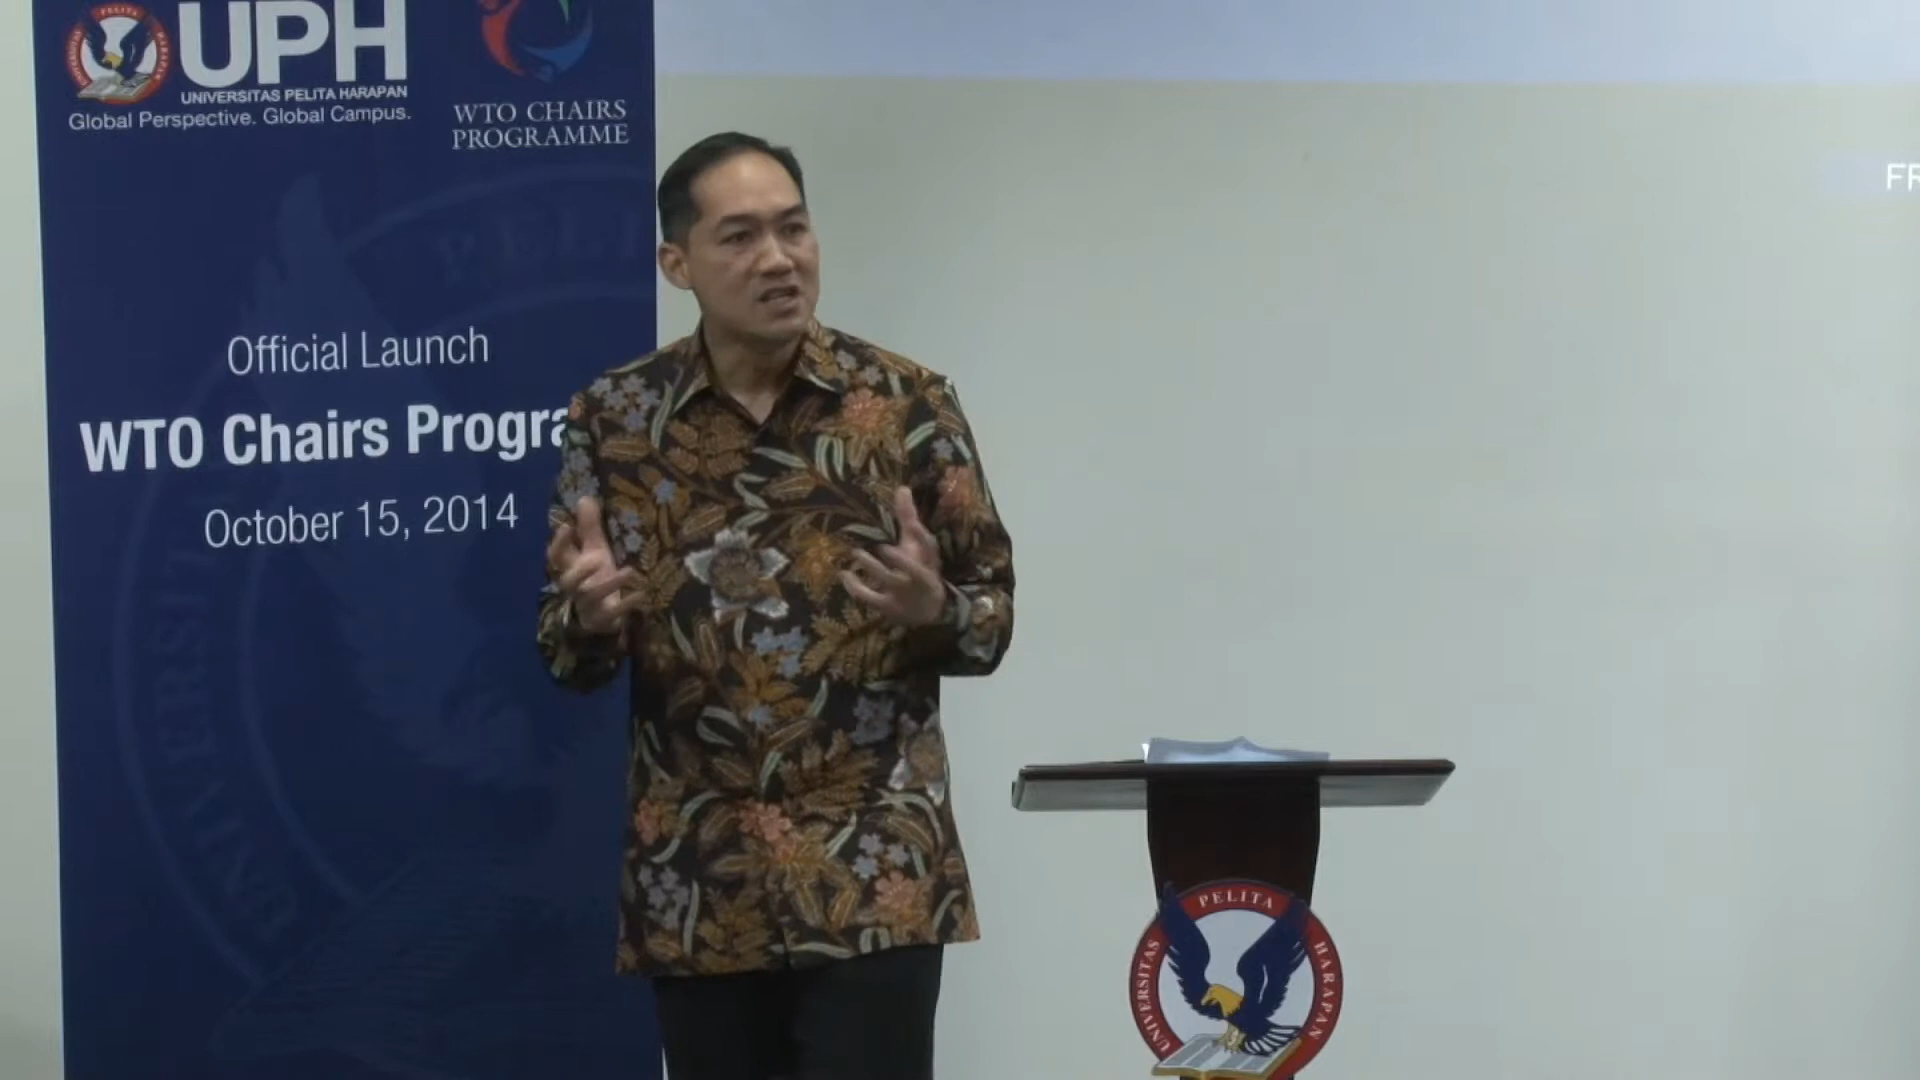 UPH
UNIVERSITAS PELITA HARAPAN
Global Perspective. Global Campus.
WTO CHAIRS
PROGRAMME
Official Launch
WTO Chairs Progra
October 15, 2014
FR
UNIVERSITAS PELITA HARAPAN